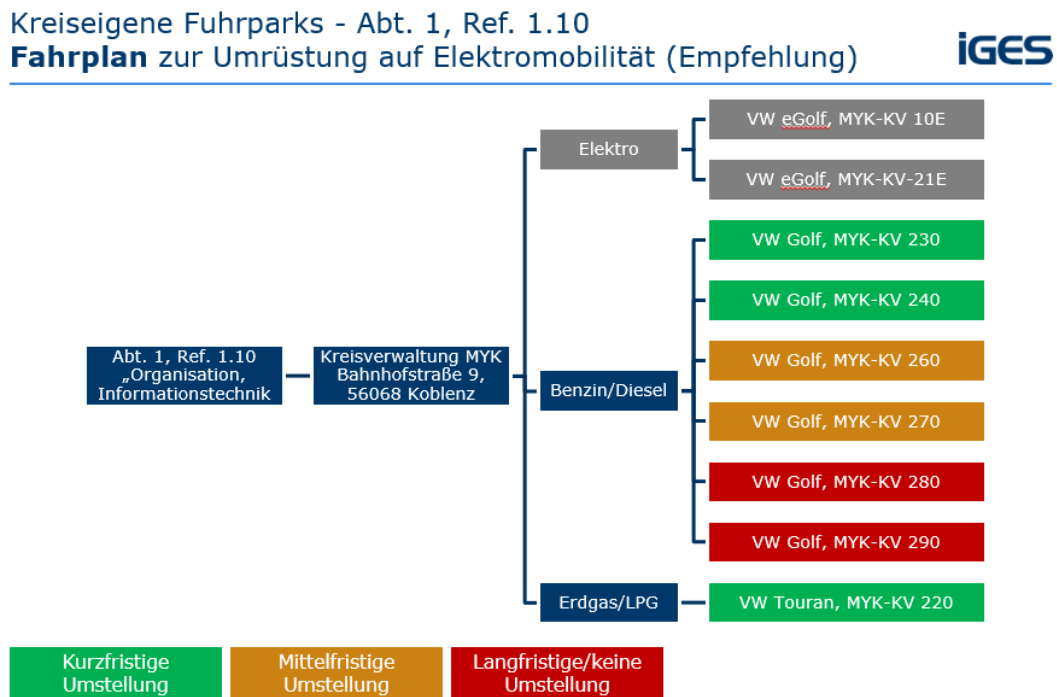 Kreiseigene Fuhrparks - Abt. 1, Ref. 1.10
Fahrplan zur Umrüstung auf Elektromobilität (Empfehlung)
iGES
VW eGolf, MYK-KV 10E
Elektro
VW eGolf, MYK-KV-21E
VW Golf, MYK-KV 230
VW Golf, MYK-KV 240
Abt. 1, Ref. 1.10
„Organisation,
Informationstechnik
Kreisverwaltung MYK
Bahnhofstraße 9,
56068 Koblenz
VW Golf, MYK-KV 260
Benzin/Diesel
VW Golf, MYK-KV 270
VW Golf, MYK-KV 280
VW Golf, MYK-KV 290
Erdgas/LPG
VW Touran, MYK-KV 220
Kurzfristige
Umstellung
Mittelfristige
Umstellung
Langfristige/keine
Umstellung